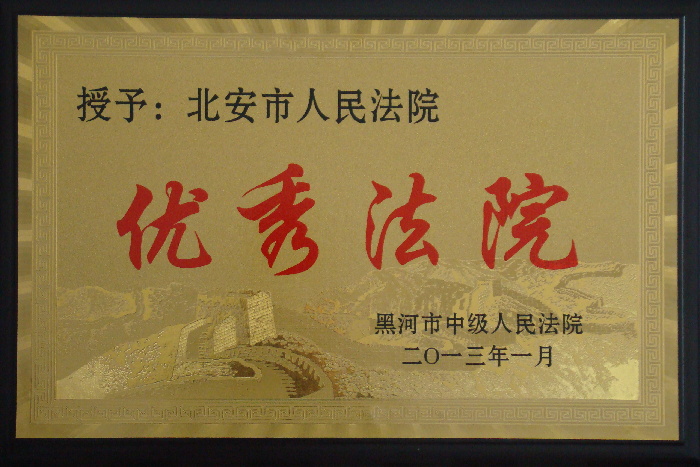 授予：北安市人民法院
优秀法院
黑河市中级人民法院
二〇一三年一月